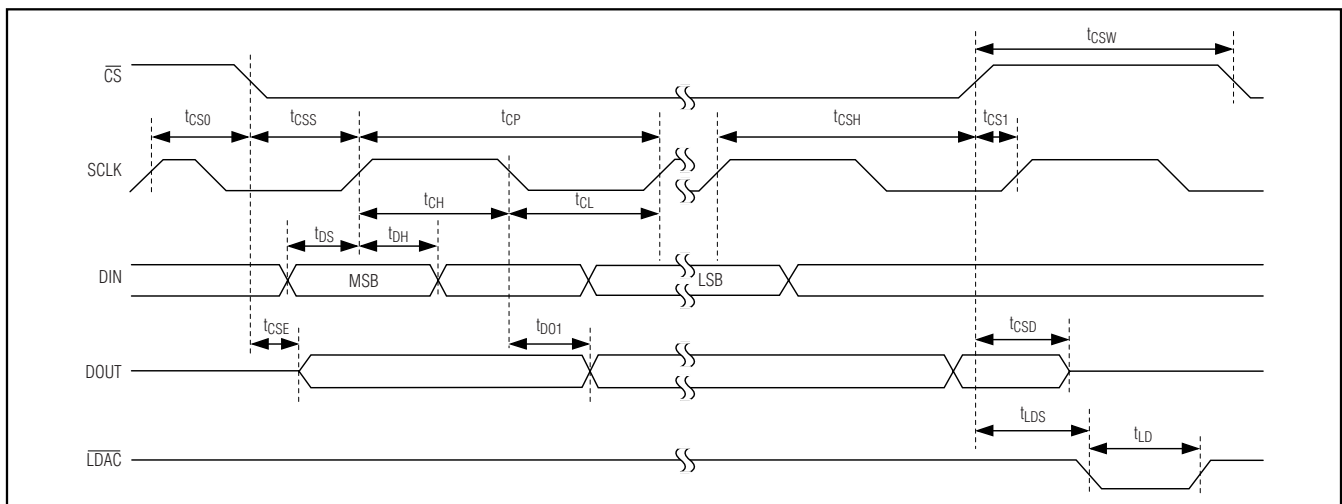 tCSW
CS
tCS0 tCSS tCP tCSH tCS1
SCLK
tCH tCL
tDS tDH
DIN MSB LSB
tCSE tDO1 tCSD
DOUT
tLDS tLD
LDAC